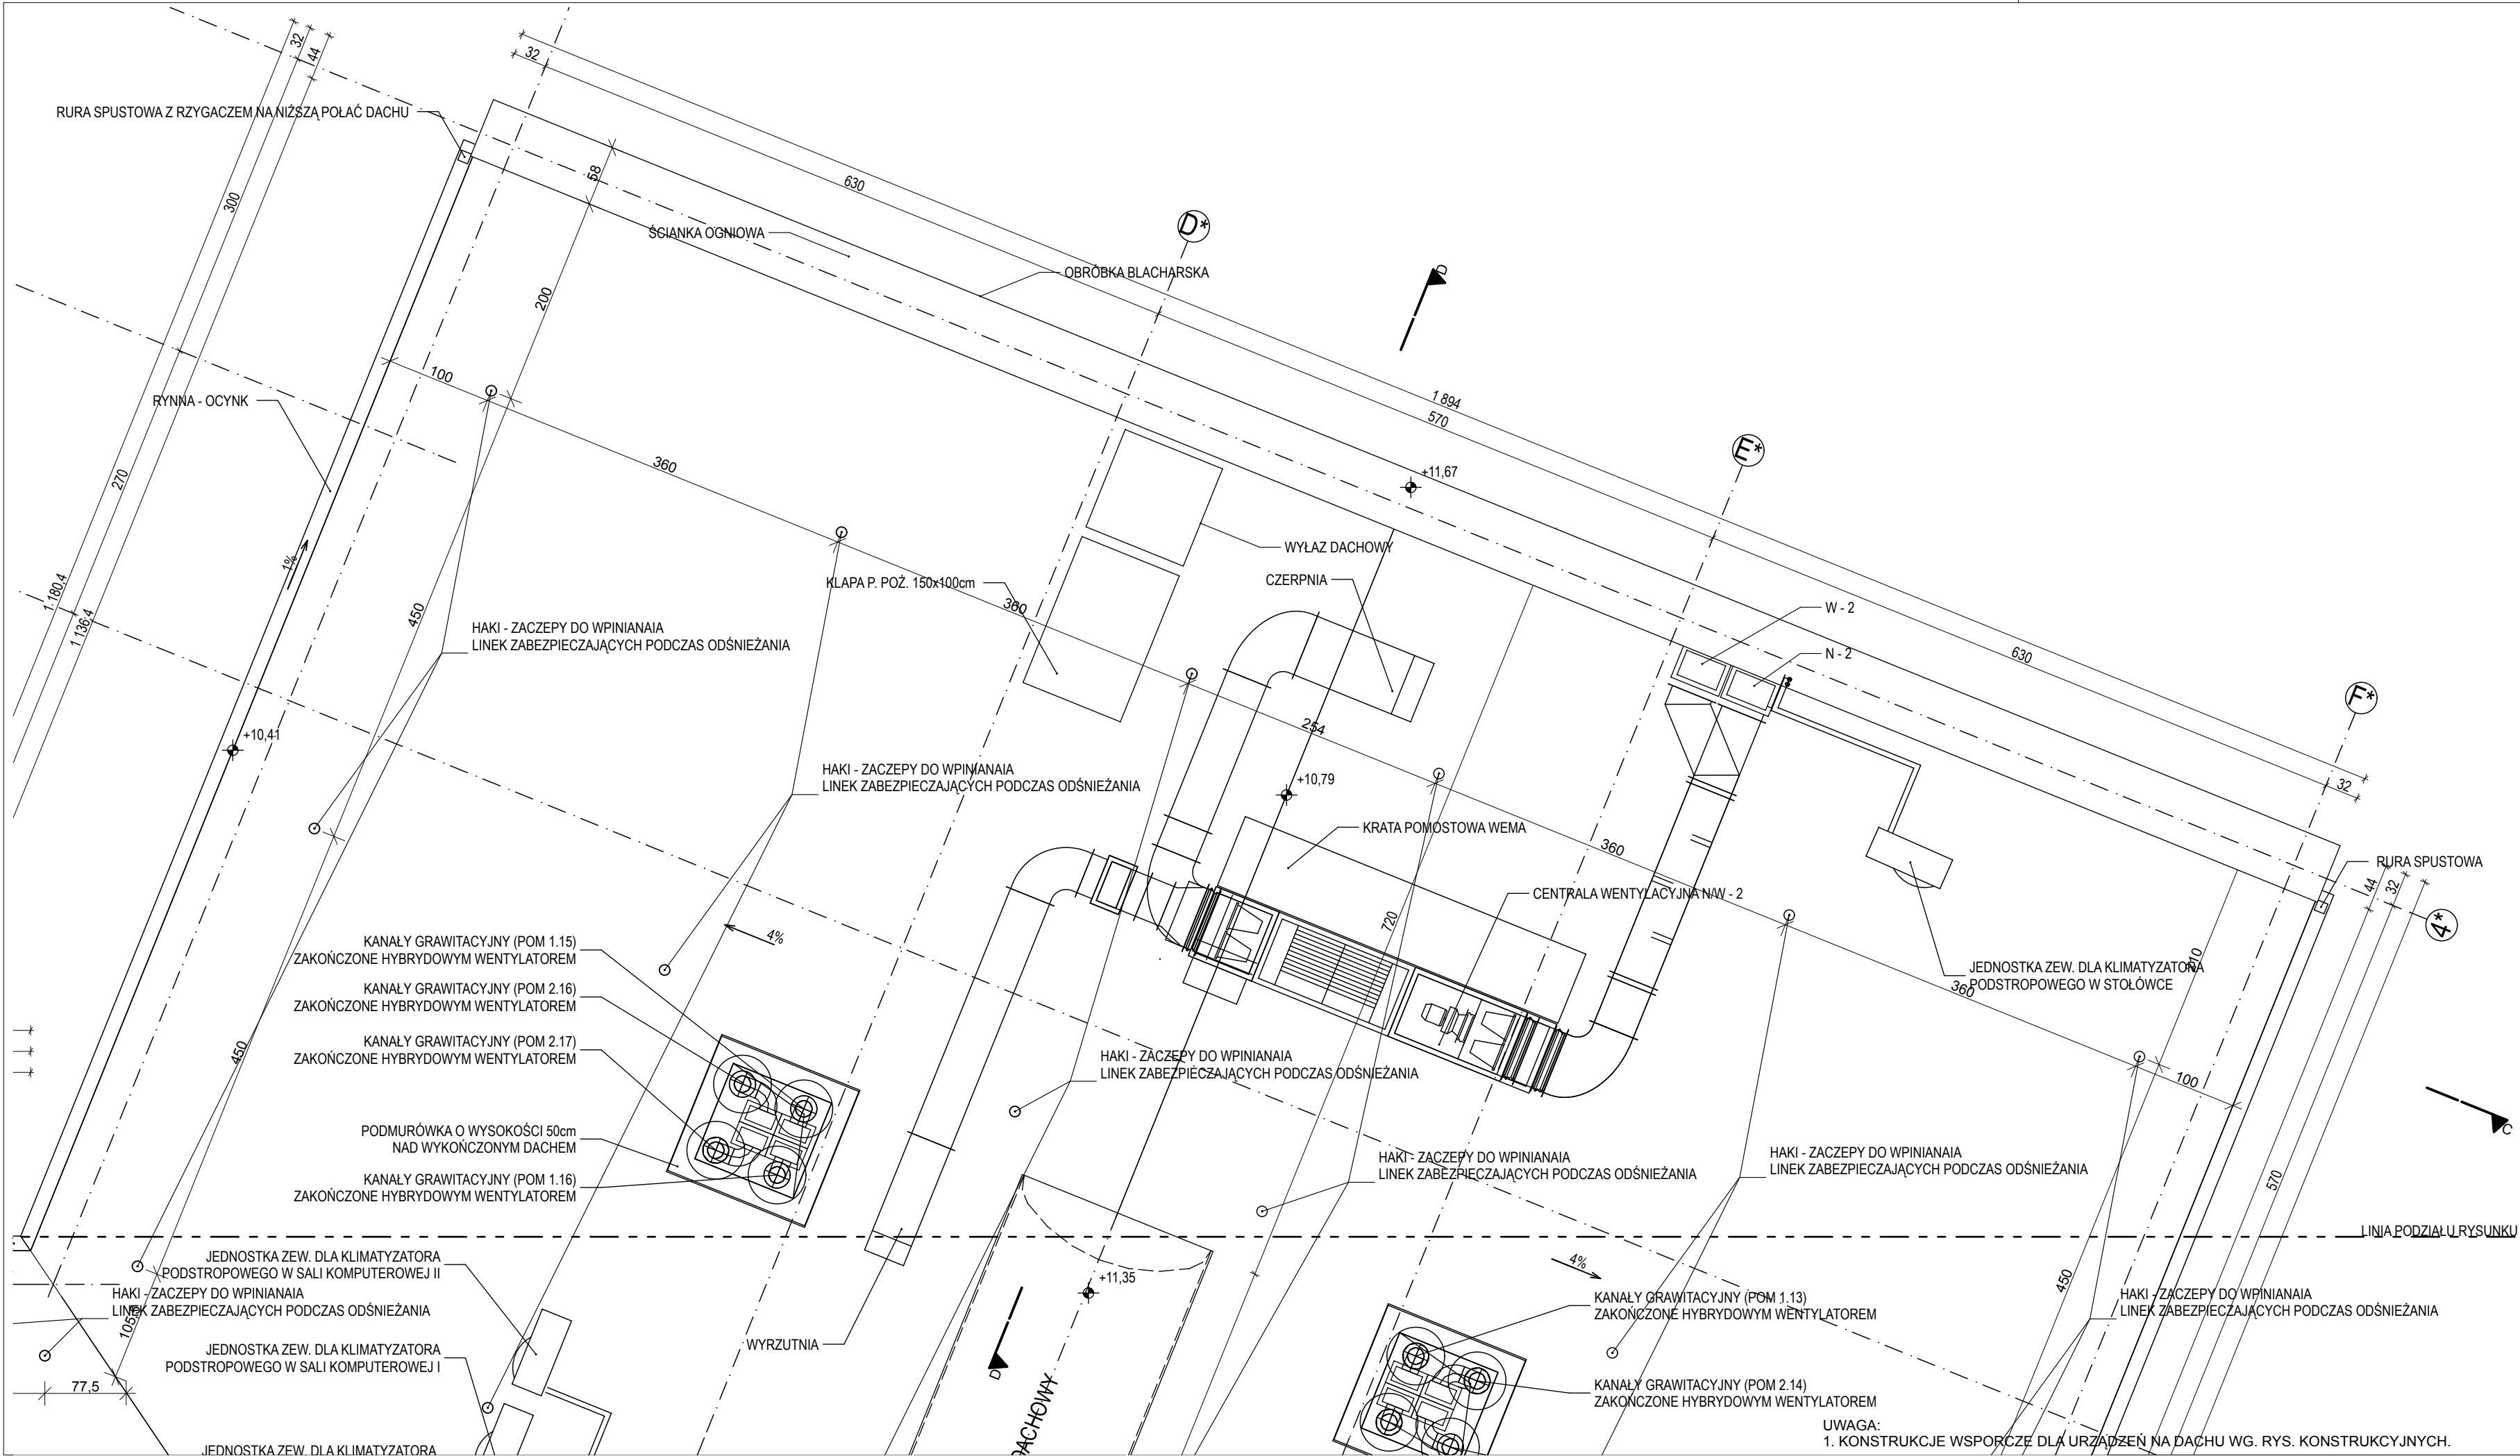 32
44
32
RURA SPUSTOWA Z RZYGACZEM NA NIŻSZĄ POŁAĆ DACHU
58
630
300
ŚCIANKA OGNIOWA
D*
OBRÓBKA BLACHARSKA
D
200
100
1 894
570
RYNNA - OCYNK
E*
360
+11,67
270
WYŁAZ DACHOWY
1%
KLAPA P. POŻ. 150x100cm
CZERPNIA
1 180,4
1 136,4
450
360
W - 2
HAKI - ZACZEPY DO WPINIANAIA
LINEK ZABEZPIECZAJĄCYCH PODCZAS ODŚNIEŻANIA
N - 2
630
F*
254
+10,41
HAKI - ZACZEPY DO WPINIANAIA
LINEK ZABEZPIECZAJĄCYCH PODCZAS ODŚNIEŻANIA
+10,79
32
KRATA POMOSTOWA WEMA
360
RURA SPUSTOWA
44
32
CENTRALA WENTYLACYJNA N/W - 2
720
4*
4%
KANAŁY GRAWITACYJNY (POM 1.15)
ZAKOŃCZONE HYBRYDOWYM WENTYLATOREM
210
JEDNOSTKA ZEW. DLA KLIMATYZATORA
PODSTROPOWEGO W STOŁÓWCE
360
KANAŁY GRAWITACYJNY (POM 2.16)
ZAKOŃCZONE HYBRYDOWYM WENTYLATOREM
KANAŁY GRAWITACYJNY (POM 2.17)
ZAKOŃCZONE HYBRYDOWYM WENTYLATOREM
450
HAKI - ZACZEPY DO WPINIANAIA
LINEK ZABEZPIECZAJĄCYCH PODCZAS ODŚNIEŻANIA
100
PODMURÓWKA O WYSOKOŚCI 50cm
NAD WYKOŃCZONYM DACHEM
C
HAKI - ZACZEPY DO WPINIANAIA
LINEK ZABEZPIECZAJĄCYCH PODCZAS ODŚNIEŻANIA
HAKI - ZACZEPY DO WPINIANAIA
LINEK ZABEZPIECZAJĄCYCH PODCZAS ODŚNIEŻANIA
KANAŁY GRAWITACYJNY (POM 1.16)
ZAKOŃCZONE HYBRYDOWYM WENTYLATOREM
570
LINIA PODZIAŁU RYSUNKU
JEDNOSTKA ZEW. DLA KLIMATYZATORA
PODSTROPOWEGO W SALI KOMPUTEROWEJ II
4%
+11,35
450
HAKI - ZACZEPY DO WPINIANAIA
LINEK ZABEZPIECZAJĄCYCH PODCZAS ODŚNIEŻANIA
KANAŁY GRAWITACYJNY (POM 1.13)
ZAKOŃCZONE HYBRYDOWYM WENTYLATOREM
HAKI - ZACZEPY DO WPINIANAIA
LINEK ZABEZPIECZAJĄCYCH PODCZAS ODŚNIEŻANIA
WYRZUTNIA
JEDNOSTKA ZEW. DLA KLIMATYZATORA
PODSTROPOWEGO W SALI KOMPUTEROWEJ I
D
77,5
DACHOWY
KANAŁY GRAWITACYJNY (POM 2.14)
ZAKOŃCZONE HYBRYDOWYM WENTYLATOREM
UWAGA:
1. KONSTRUKCJE WSPORCZE DLA URZĄDZEŃ NA DACHU WG. RYS. KONSTRUKCYJNYCH.
JEDNOSTKA ZEW. DLA KLIMATYZATORA